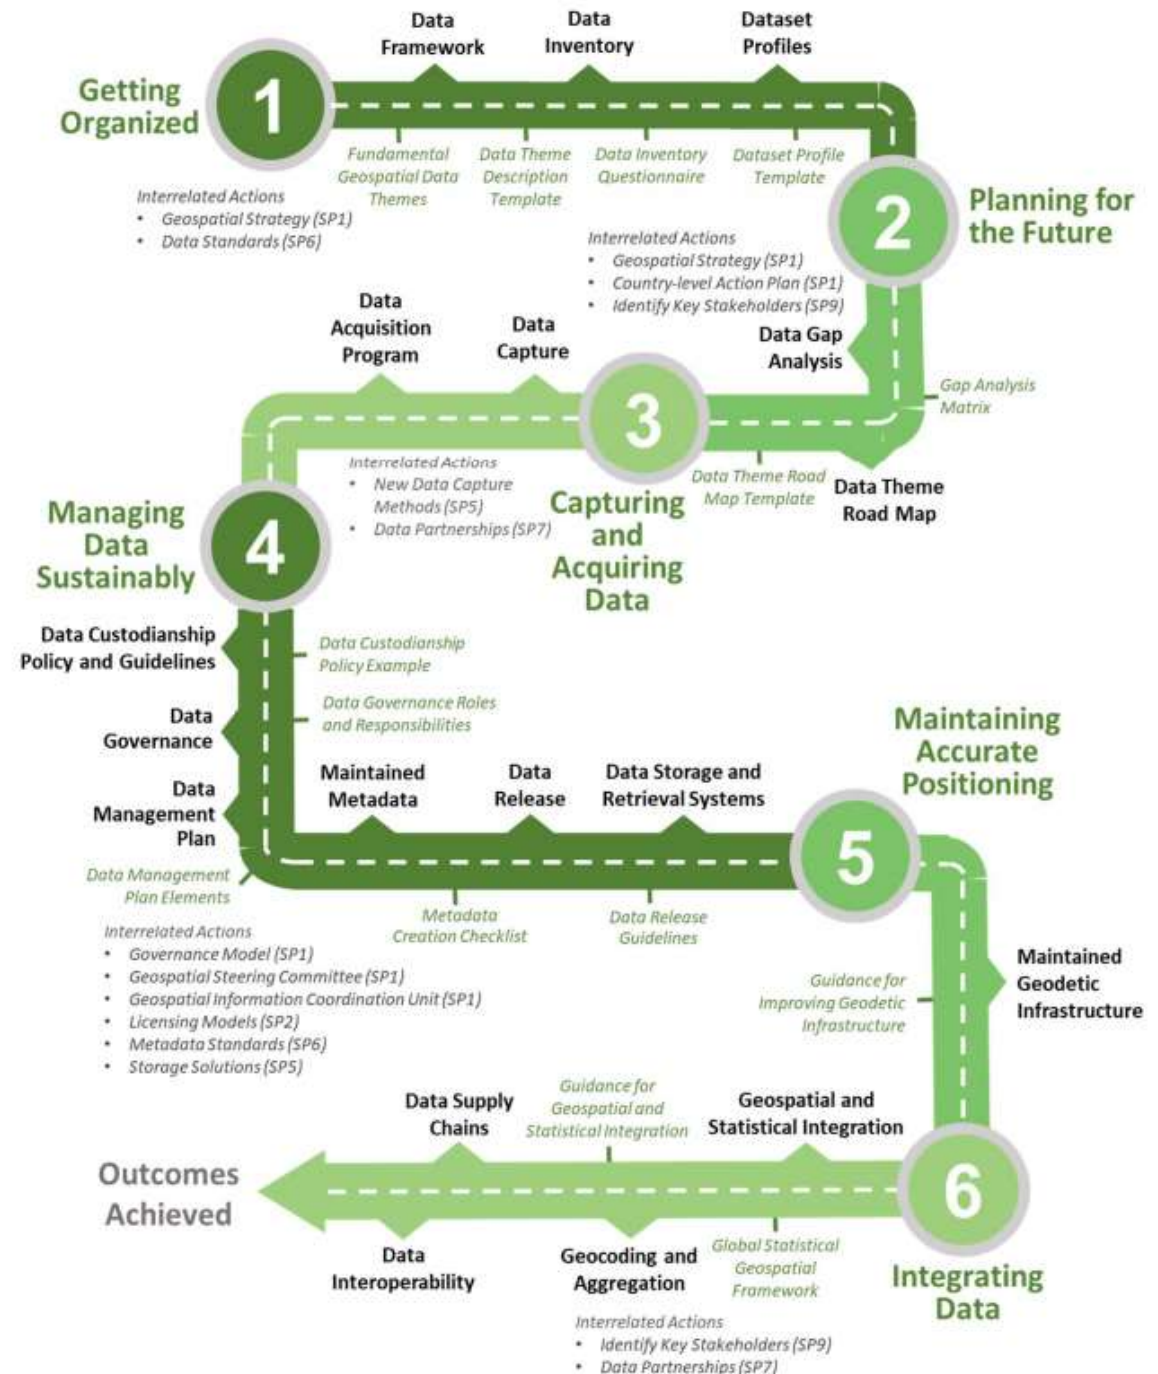 Data
Framework
Data
Inventory
Dataset
Profiles
Getting
Organized
1
Fundamental
Geospatial Data
Themes
Data Theme
Description
Template
Data Inventory
Questionnaire
Dataset Profile
Template
Interrelated Actions
• Geospatial Strategy (SP1)
• Data Standards (SP6)
2
Planning for
the Future
Interrelated Actions
• Geospatial Strategy (SP1)
• Country-level Action Plan (SP1)
• Identify Key Stakeholders (SP9)
Data Gap
Analysis
Gap Analysis
Matrix
Data Theme Road
Map Template
Data Theme
Road Map
Data
Acquisition
Program
Data
Capture
3
Capturing
and
Acquiring
Data
Interrelated Actions
• New Data Capture
Methods (SP5)
• Data Partnerships (SP7)
Managing
Data
Sustainably
4
Data Custodianship
Policy and Guidelines
Data Custodianship
Policy Example
Data
Governance
Data Governance Roles
and Responsibilities
Data
Management
Plan
Data Management
Plan Elements
Maintained
Metadata
Data
Release
Data Storage and
Retrieval Systems
Metadata
Creation Checklist
Data Release
Guidelines
Interrelated Actions
• Governance Model (SP1)
• Geospatial Steering Committee (SP1)
• Geospatial Information Coordination Unit (SP1)
• Licensing Models (SP2)
• Metadata Standards (SP6)
• Storage Solutions (SP5)
Maintaining
Accurate
Positioning
5
Maintained
Geodetic
Infrastructure
Guidance for
Improving Geodetic
Infrastructure
6
Integrating
Data
Geospatial and
Statistical Integration
Guidance for
Geospatial and
Statistical Integration
Data Supply
Chains
Global Statistical
Geospatial
Framework
Geocoding and
Aggregation
Data
Interoperability
Interrelated Actions
• Identify Key Stakeholders (SP9)
• Data Partnerships (SP7)
Outcomes
Achieved